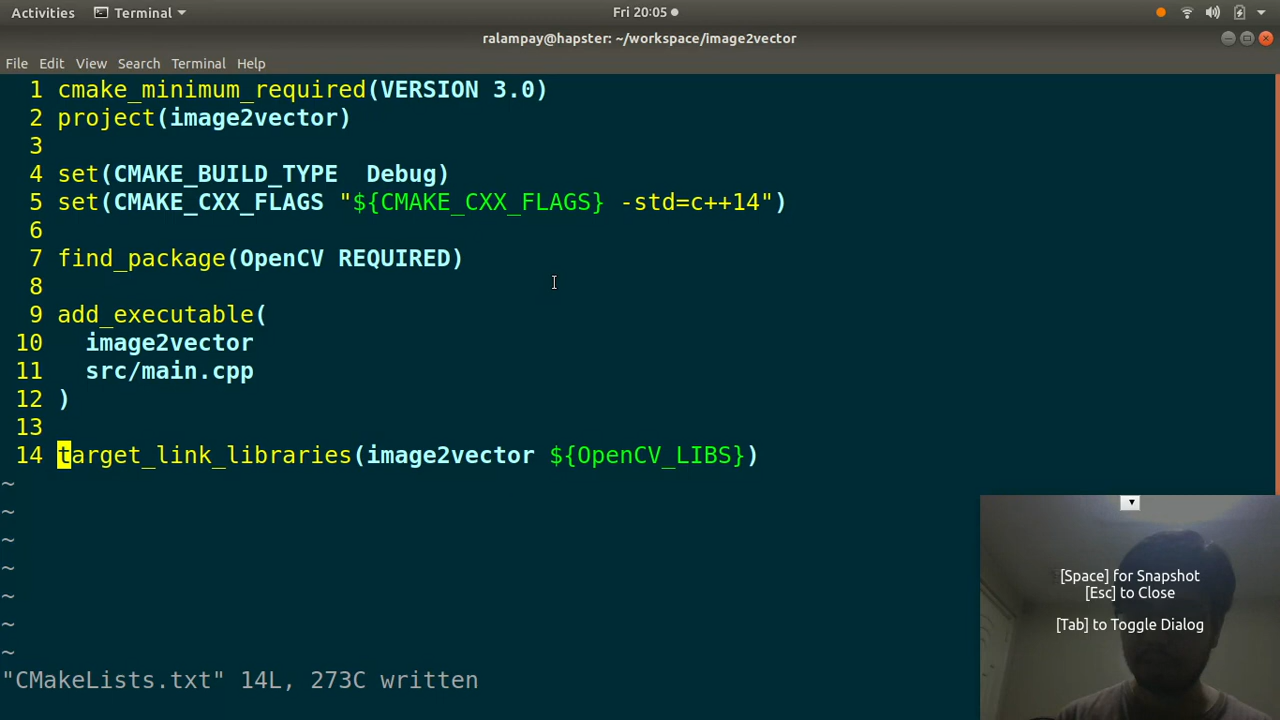 Activities Terminal Fri 20:05
ralampay@hapster: ~/workspace/image2vector
File Edit View Search Terminal Help
1 cmake_minimum_required(VERSION 3.0)
2 project(image2vector)
3
4 set(CMAKE_BUILD_TYPE  Debug)
5 set(CMAKE_CXX_FLAGS "${CMAKE_CXX_FLAGS} -std=c++14")
6
7 find_package(OpenCV REQUIRED)
8
9 add_executable(
10   image2vector
11   src/main.cpp
12 )
13
14 target_link_libraries(image2vector ${OpenCV_LIBS})
~
~
~
~
~
~
~
"CMakeLists.txt" 14L, 273C written
[Space] for Snapshot
[Esc] to Close
[Tab] to Toggle Dialog